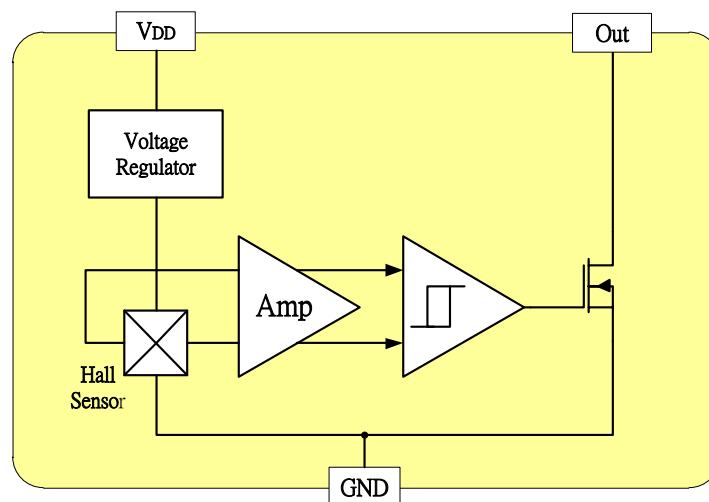 VDD
Out
Voltage
Regulator
Amp
Hall
Sensor
GND